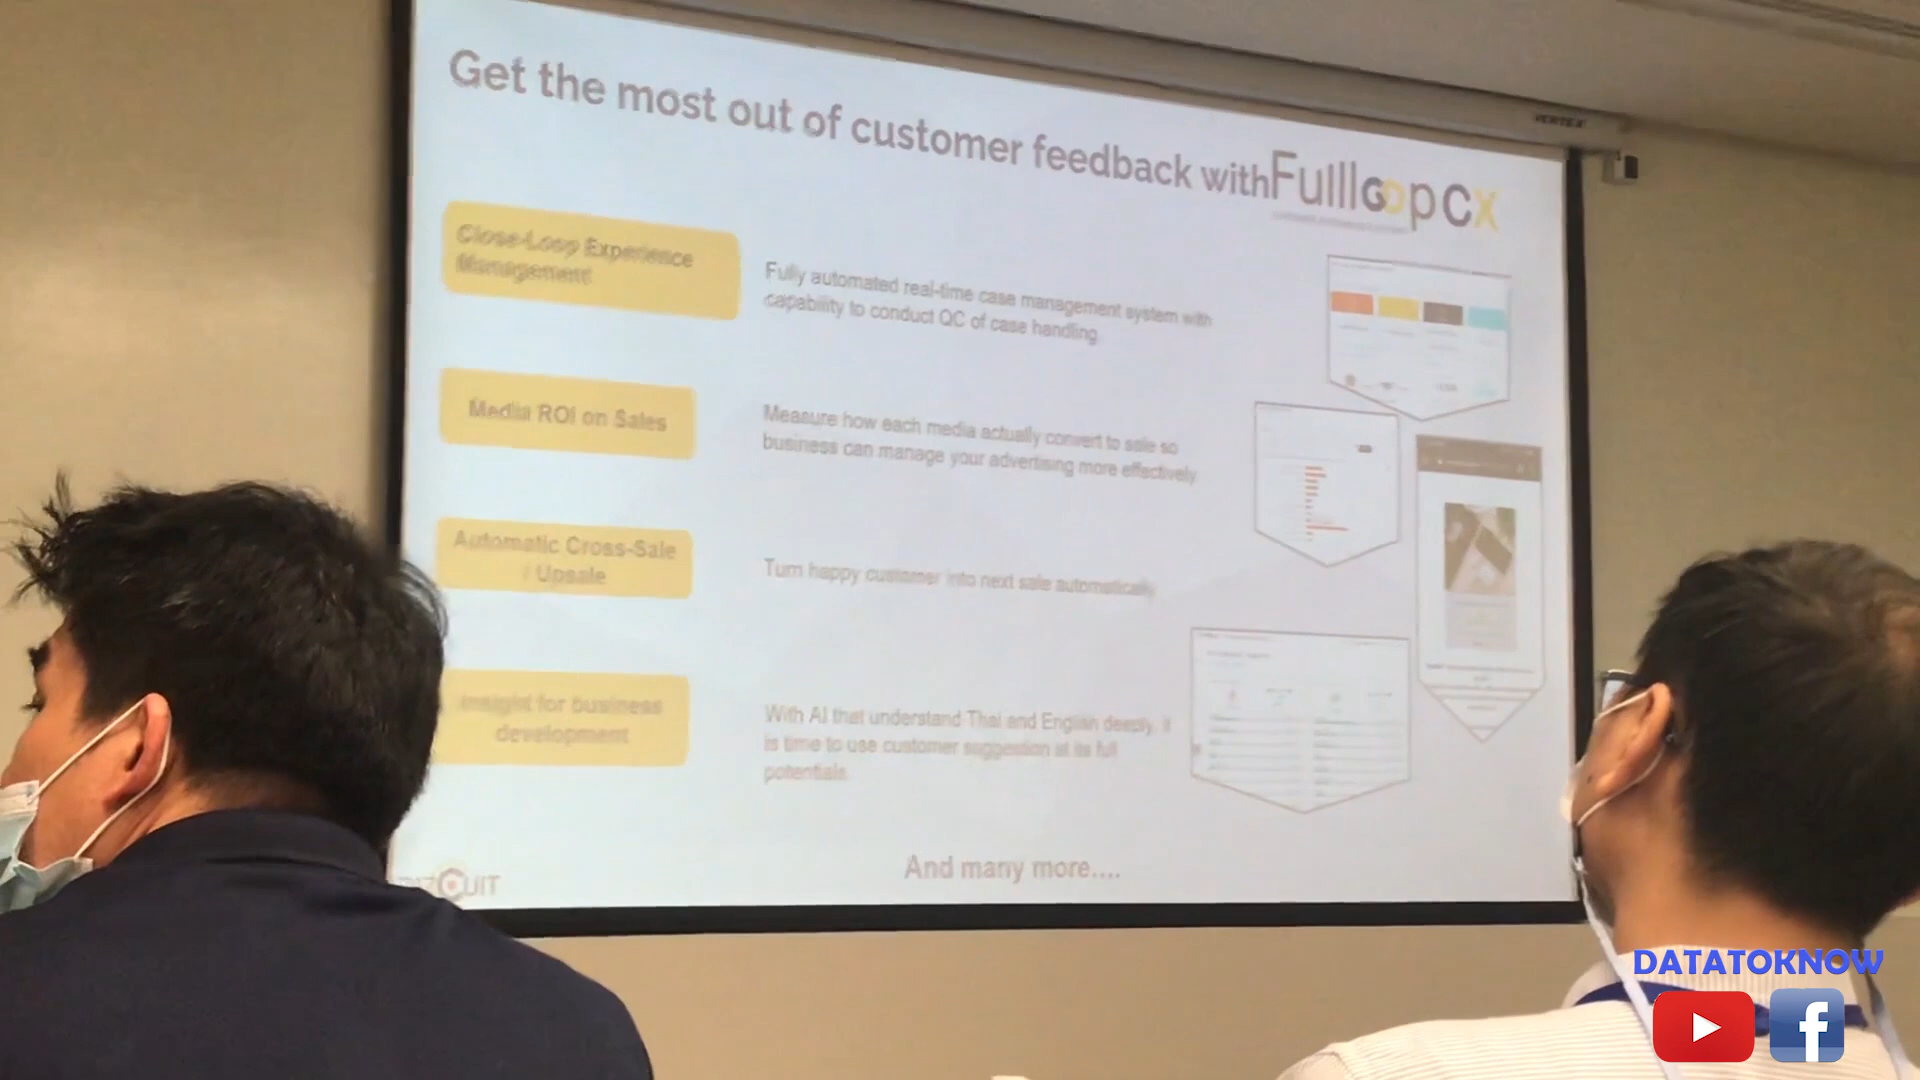 VERTEX
Get the most out of customer feedback with Fullloop cx
Close-Loop Experience
Management
Fully automated real-time case management system with
capability to conduct QC of case handling
Media ROI on Sales
Measure how each media actually convert to sale so
business can manage your advertising more effectively
Automatic Cross-Sale
/ Upsale
Turn happy customer into next sale automatically
Insight for business
development
With AI that understand Thai and English deeply, it
is time to use customer suggestion at its full
potentials
And many more....
DATATOKNOW